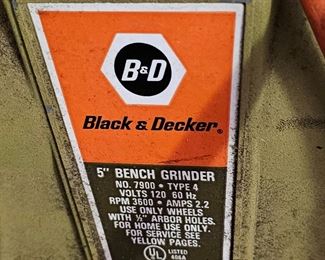 B&D
Black & Decker®
5" BENCH GRINDER
NO. 7900 • TYPE 4
VOLTS 120 60 Hz
RPM 3600 • AMPS 2.2
USE ONLY WHEELS
WITH ½" ARBOR HOLES.
FOR HOME USE ONLY.
FOR SERVICE SEE
YELLOW PAGES.
UL LISTED
406A